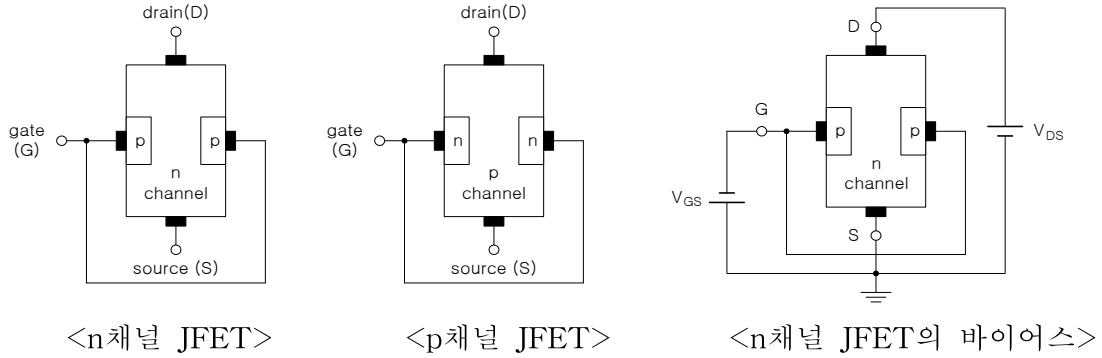 drain(D)
gate
(G)
p
p
n
channel
source (S)
<n채널 JFET>
drain(D)
gate
(G)
n
n
p
channel
source (S)
<p채널 JFET>
D
G
p
p
n
channel
V_DS
V_GS
S
<n채널 JFET의 바이어스>